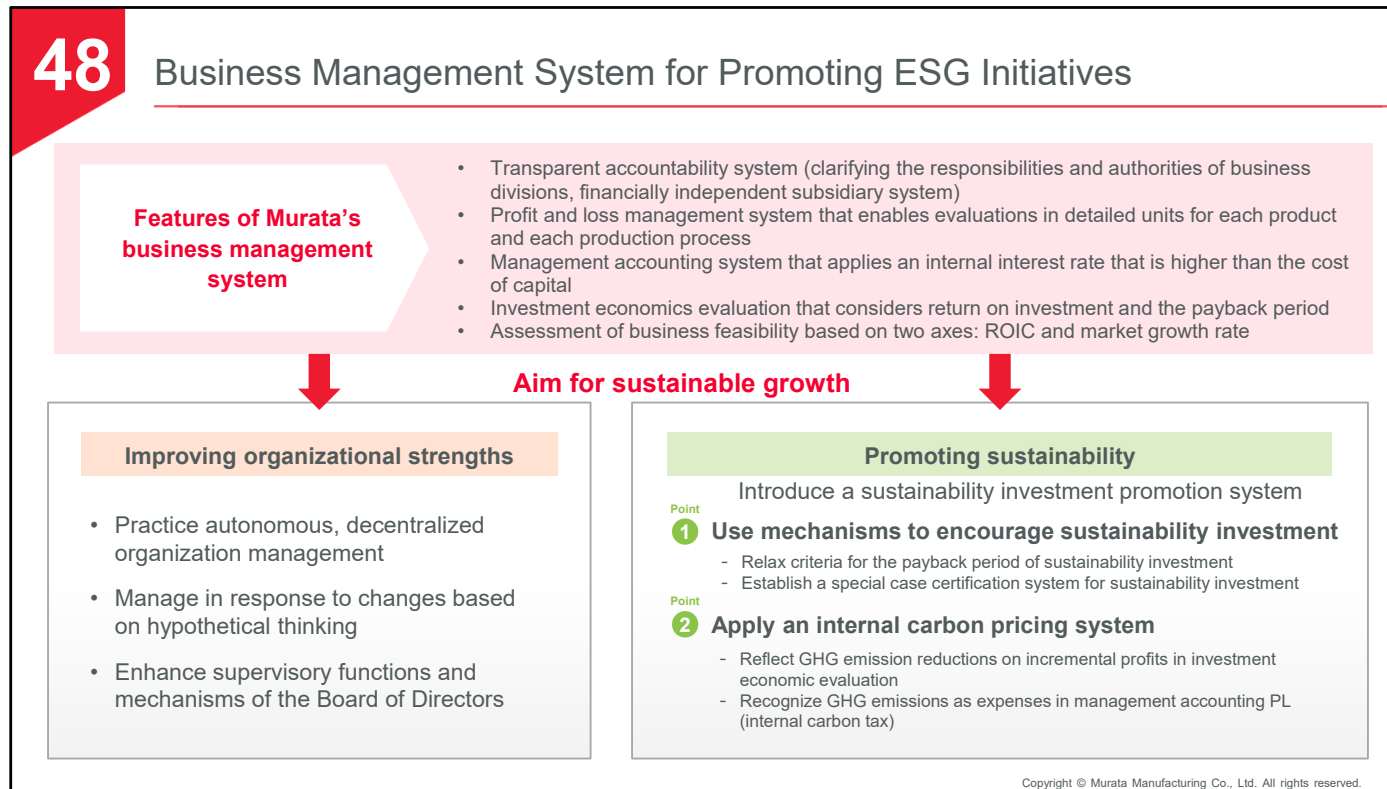 48
Business Management System for Promoting ESG Initiatives
Features of Murata’s
business management
system
• Transparent accountability system (clarifying the responsibilities and authorities of business
divisions, financially independent subsidiary system)
• Profit and loss management system that enables evaluations in detailed units for each product
and each production process
• Management accounting system that applies an internal interest rate that is higher than the cost
of capital
• Investment economics evaluation that considers return on investment and the payback period
• Assessment of business feasibility based on two axes: ROIC and market growth rate
Aim for sustainable growth
Improving organizational strengths
• Practice autonomous, decentralized
organization management
• Manage in response to changes based
on hypothetical thinking
• Enhance supervisory functions and
mechanisms of the Board of Directors
Promoting sustainability
Introduce a sustainability investment promotion system
Point
1 Use mechanisms to encourage sustainability investment
- Relax criteria for the payback period of sustainability investment
- Establish a special case certification system for sustainability investment
Point
2 Apply an internal carbon pricing system
- Reflect GHG emission reductions on incremental profits in investment
economic evaluation
- Recognize GHG emissions as expenses in management accounting PL
(internal carbon tax)
Copyright © Murata Manufacturing Co., Ltd. All rights reserved.